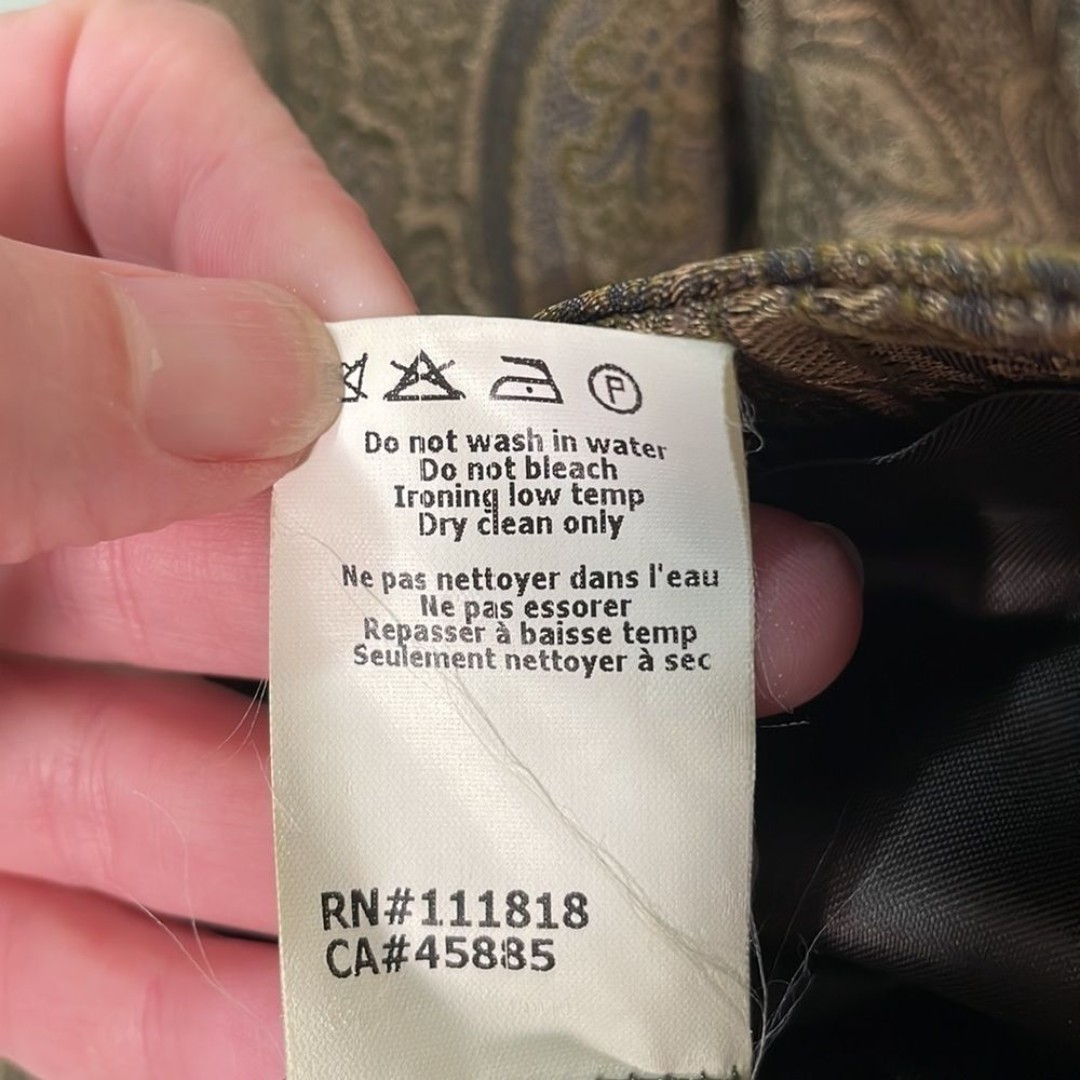 P
Do not wash in water
Do not bleach
Ironing low temp
Dry clean only
Ne pas nettoyer dans l'eau
Ne pas essorer
Repasser à baisse temp
Seulement nettoyer à sec
RN#111818
CA#45885